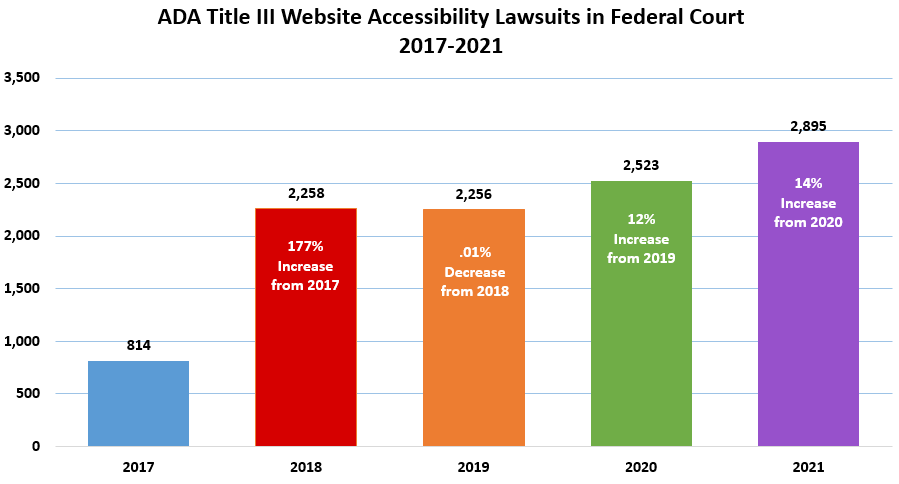 ADA Title III Website Accessibility Lawsuits in Federal Court
2017-2021
3,500
3,000
2,500
2,000
1,500
1,000
500
0
814
2,258
177%
Increase
from 2017
2,256
.01%
Decrease
from 2018
2,523
12%
Increase
from 2019
2,895
14%
Increase
from 2020
2017
2018
2019
2020
2021